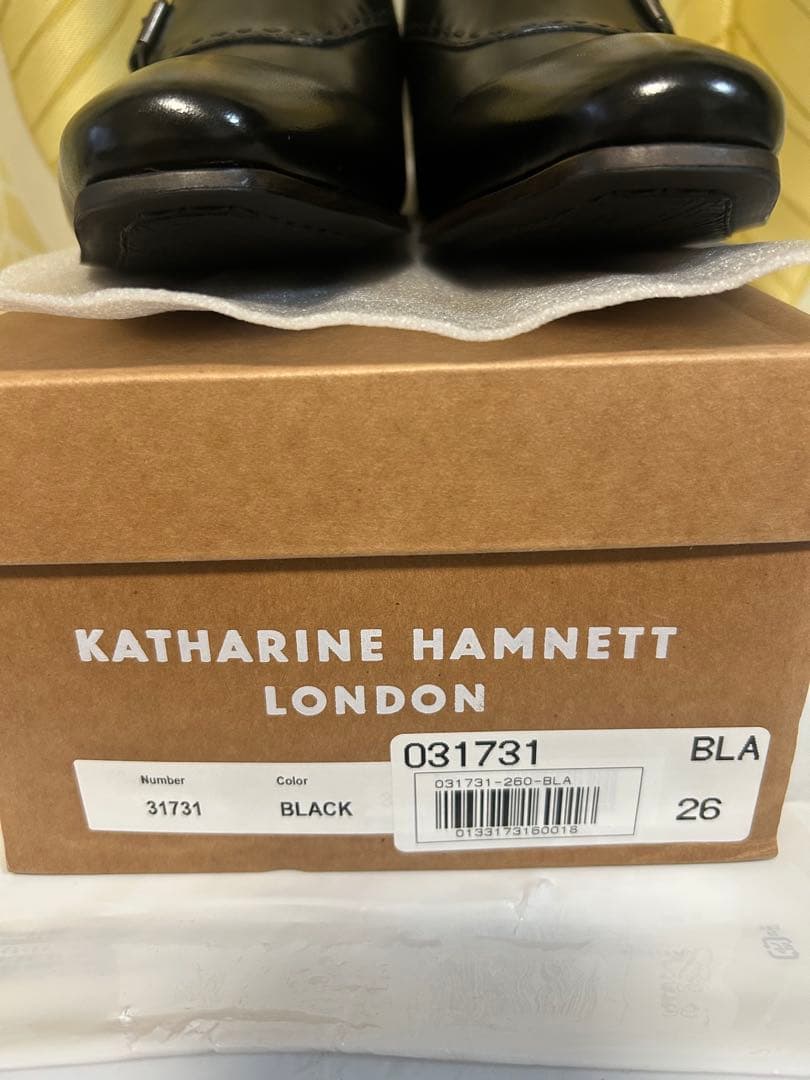 KATHARINE HAMNETT
LONDON
Number
Color
31731
BLACK
031731
BLA
031731-260-BLA
0133173160018
26